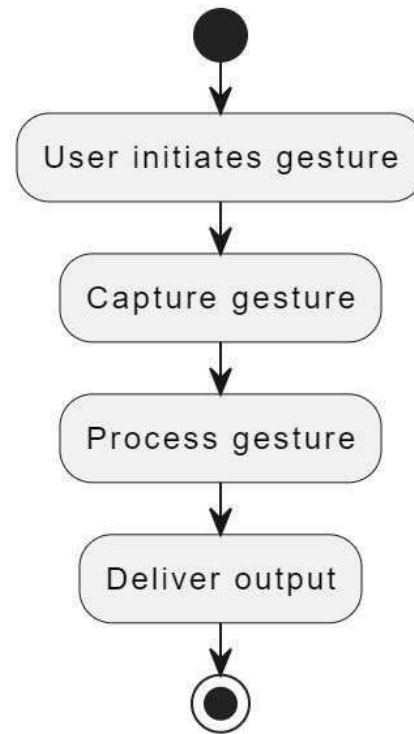 User initiates gesture
Capture gesture
Process gesture
Deliver output